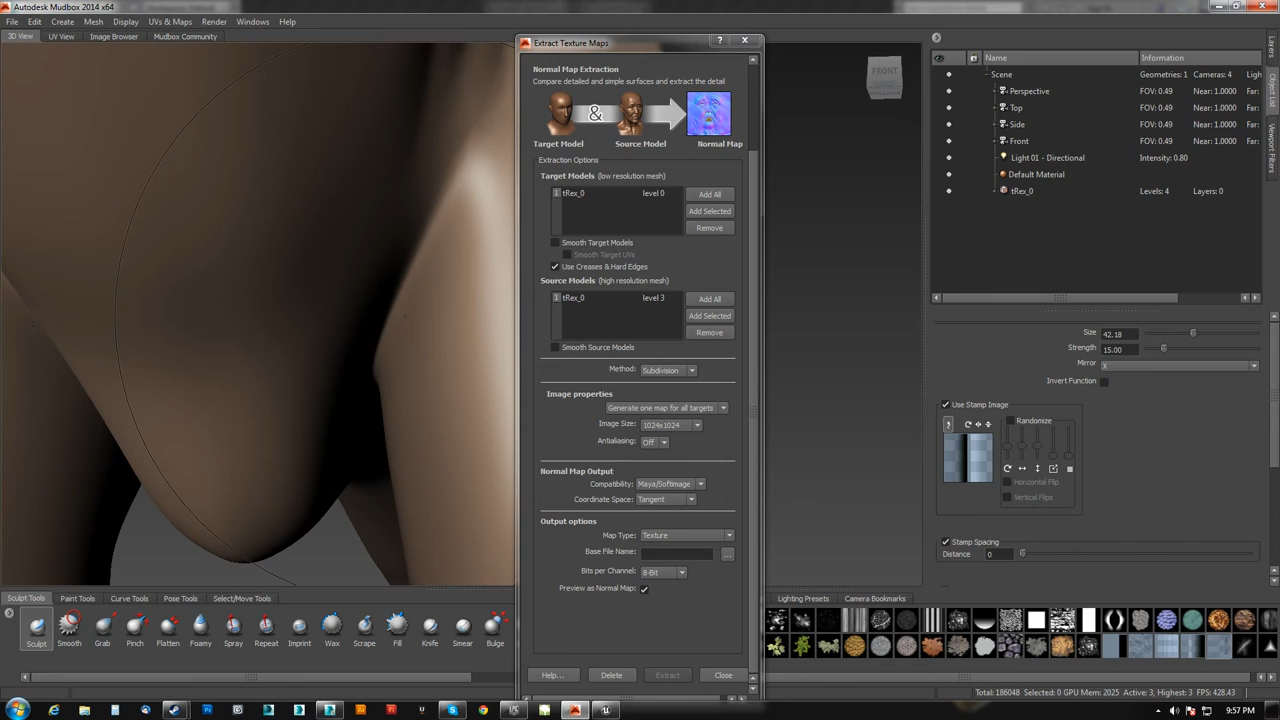 Autodesk Mudbox 2014 x64
File Edit Create Mesh Display UVs & Maps Render Windows Help
3D View UV View Image Browser Mudbox Community
FRONT
Extract Texture Maps
Normal Map Extraction
Compare detailed and simple surfaces and extract the detail
&
Target Model Source Model Normal Map
Extraction Options
Target Models (low resolution mesh)
1 tRex_0 level 0
Add All
Add Selected
Remove
Smooth Target Models
Smooth Target UVs
Use Creases & Hard Edges
Source Models (high resolution mesh)
1 tRex_0 level 3
Add All
Add Selected
Remove
Smooth Source Models
Method: Subdivision
Image properties
Generate one map for all targets
Image Size: 1024x1024
Antialiasing: Off
Normal Map Output
Compatibility: Maya/Softimage
Coordinate Space: Tangent
Output options
Map Type: Texture
Base File Name: ...
Bits per Channel: 8-Bit
Preview as Normal Map:
Help... Delete Extract Close
Name Information
Scene Geometries: 1 Cameras: 4 Ligh
Perspective FOV: 0.49 Near: 1.0000 Far:
Top FOV: 0.49 Near: 1.0000 Far:
Side FOV: 0.49 Near: 1.0000 Far:
Front FOV: 0.49 Near: 1.0000 Far:
Light 01 - Directional Intensity: 0.80
Default Material
tRex_0 Levels: 4 Layers: 0
Layers
Object List
Viewport Filters
Size 42.18
Strength 15.00
Mirror X
Invert Function
Use Stamp Image
Randomize
Horizontal Flip
Vertical Flips
Stamp Spacing
Distance 0
Sculpt Tools Paint Tools Curve Tools Pose Tools Select/Move Tools
Lighting Presets Camera Bookmarks
Sculpt Smooth Grab Pinch Flatten Foamy Spray Repeat Imprint Wax Scrape Fill Knife Smear Bulge
Total: 186048 Selected: 0 GPU Mem: 2025 Active: 3, Highest: 3 FPS: 428.43
9:57 PM